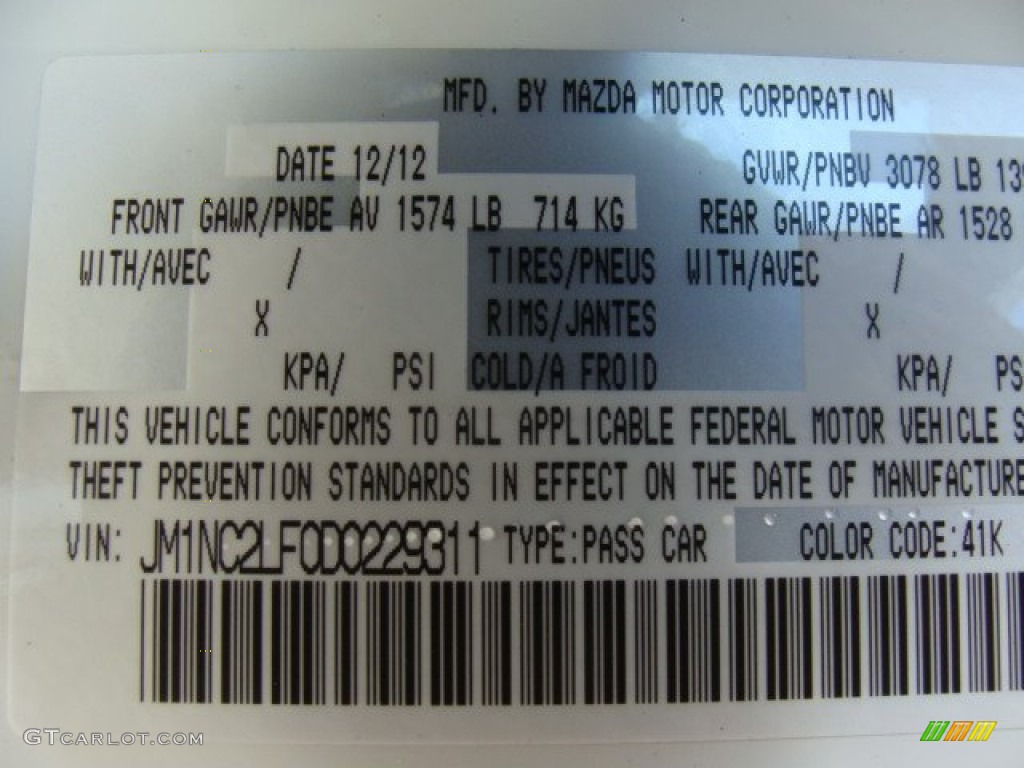 MFD. BY MAZDA MOTOR CORPORATION
DATE 12/12 GVWR/PNBV 3078 LB 139
FRONT GAWR/PNBE AV 1574 LB 714 KG REAR GAWR/PNBE AR 1528
WITH/AVEC / TIRES/PNEUS WITH/AVEC /
X RIMS/JANTES X
KPA/ PSI COLD/A FROID KPA/ PS
THIS VEHICLE CONFORMS TO ALL APPLICABLE FEDERAL MOTOR VEHICLE S
THEFT PREVENTION STANDARDS IN EFFECT ON THE DATE OF MANUFACTURE
VIN: JM1NC2LF0D0229311 TYPE:PASS CAR COLOR CODE:41K
GTCARLOT.COM